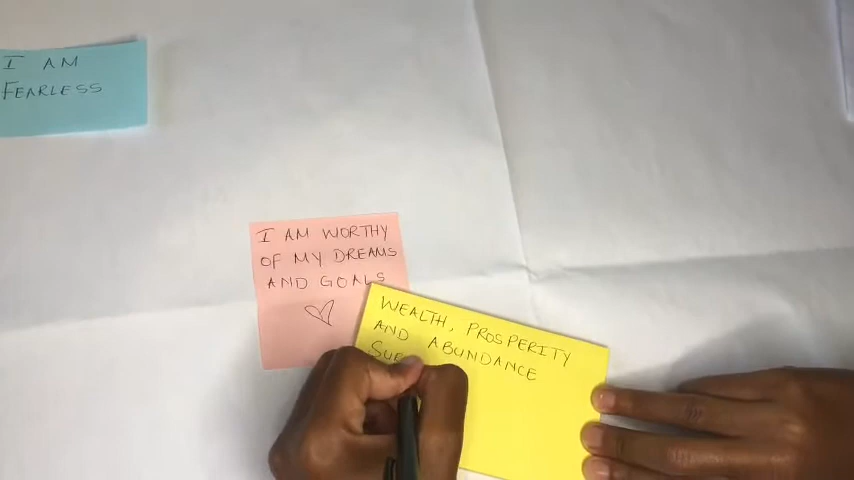 I AM
FEARLESS
I AM WORTHY
OF MY DREAMS
AND GOALS
WEALTH, PROSPERITY
AND ABUNDANCE